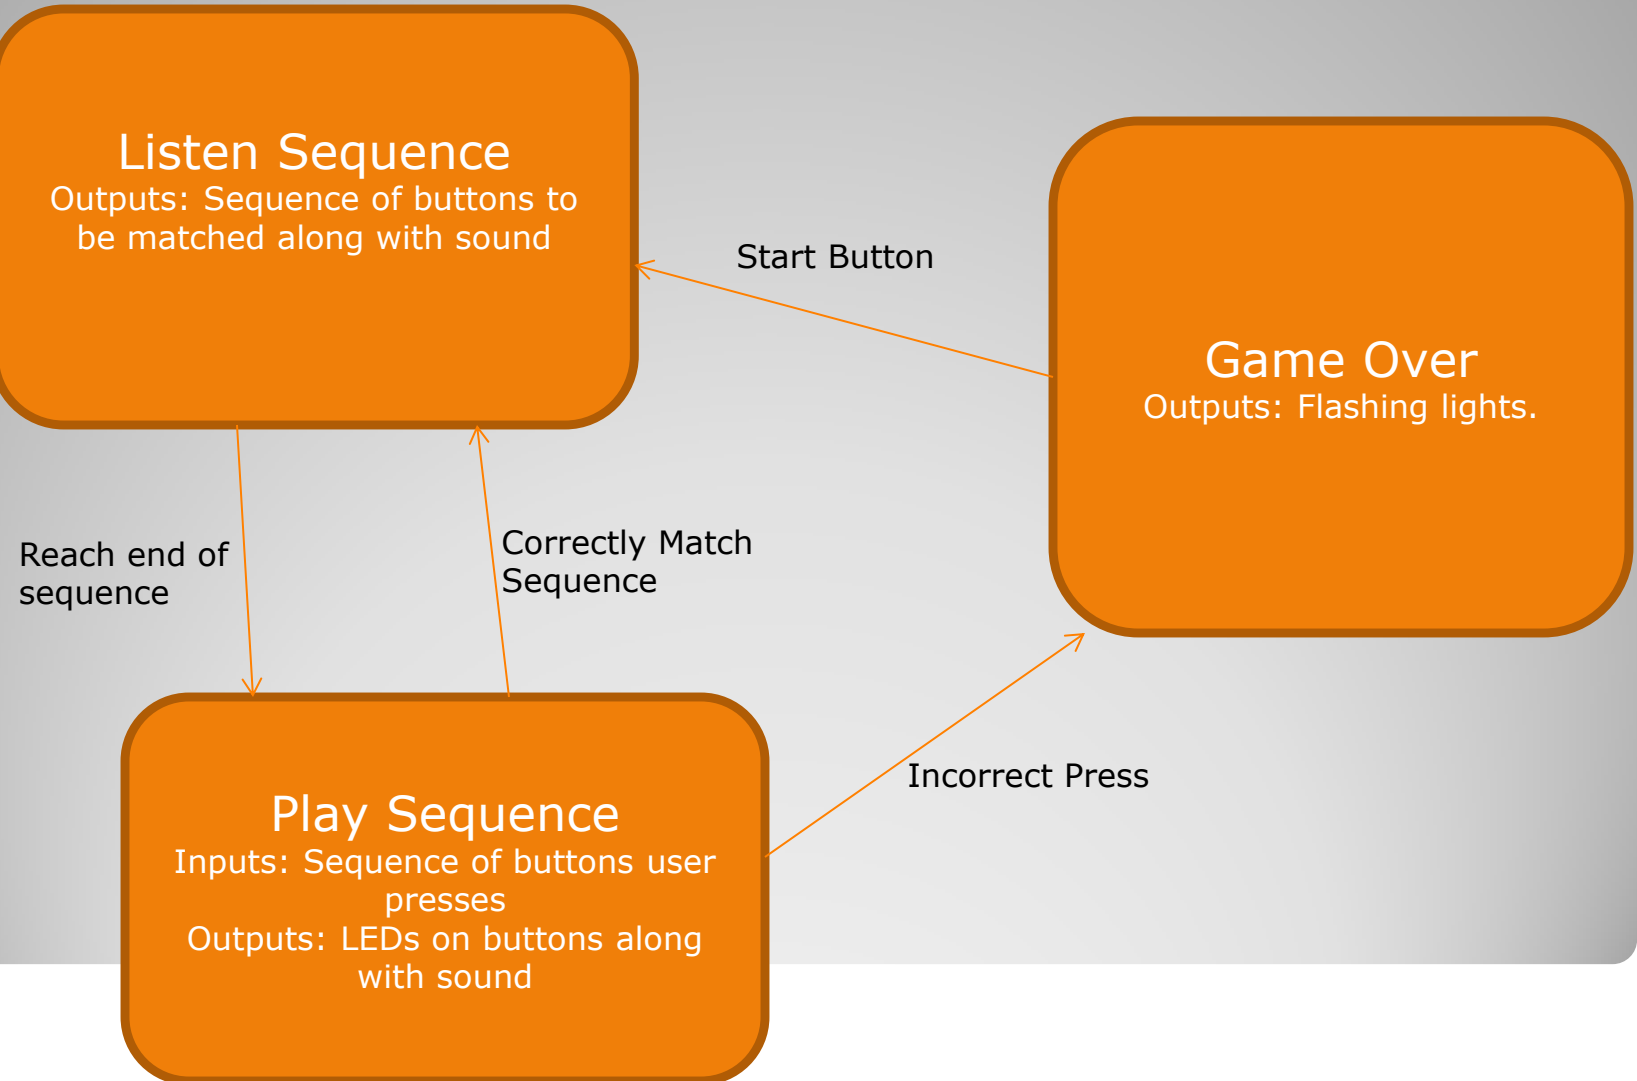 Listen Sequence
Outputs: Sequence of buttons to
be matched along with sound
Start Button
Game Over
Outputs: Flashing lights.
Reach end of
sequence
Correctly Match
Sequence
Play Sequence
Inputs: Sequence of buttons user
presses
Outputs: LEDs on buttons along
with sound
Incorrect Press